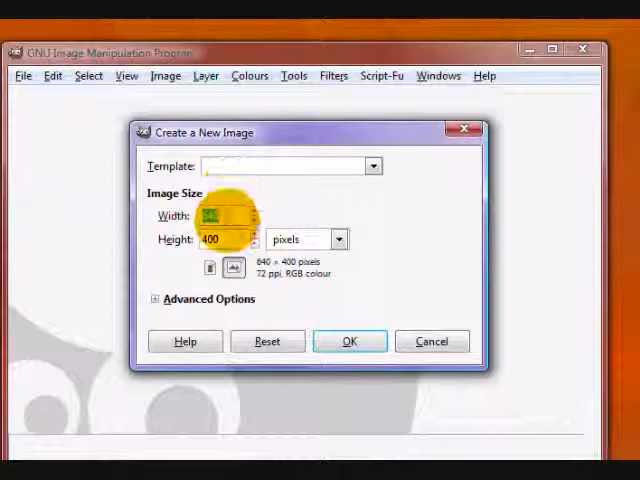 GNU Image Manipulation Program
File Edit Select View Image Layer Colours Tools Filters Script-Fu Windows Help
Create a New Image
Template:
Image Size
Width: 640
Height: 400 pixels
640 × 400 pixels
72 ppi, RGB colour
Advanced Options
Help Reset OK Cancel